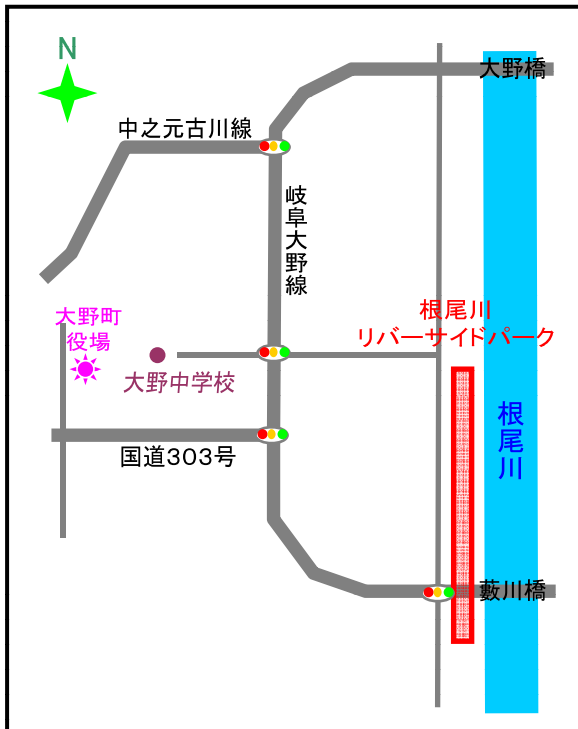 N
大野橋
中之元古川線
岐阜大野線
大野町
役場
根尾川
リバーサイドパーク
大野中学校
根尾川
国道303号
藪川橋